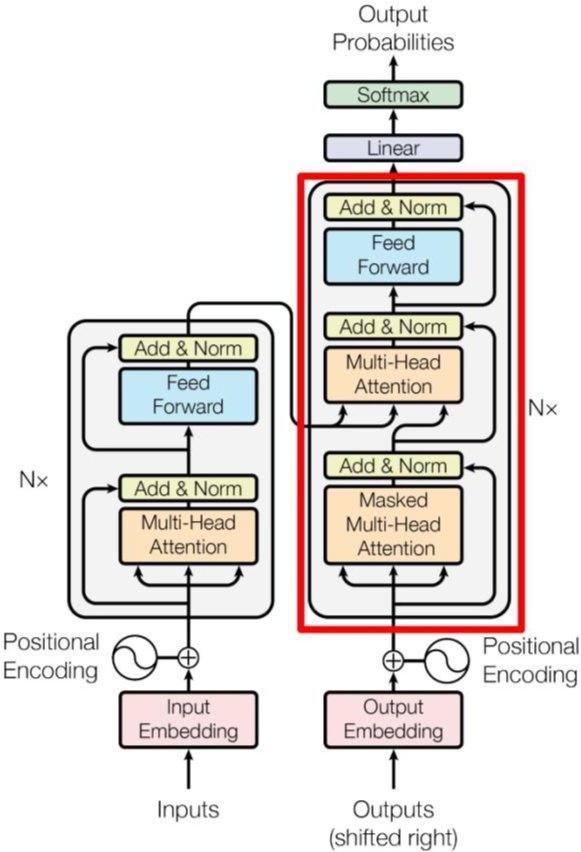 Output
Probabilities
Softmax
Linear
Add & Norm
Feed
Forward
Add & Norm
Multi-Head
Attention
Add & Norm
Masked
Multi-Head
Attention
N×
Add & Norm
Feed
Forward
Add & Norm
Multi-Head
Attention
N×
Positional
Encoding
Positional
Encoding
Input
Embedding
Output
Embedding
Inputs
Outputs
(shifted right)